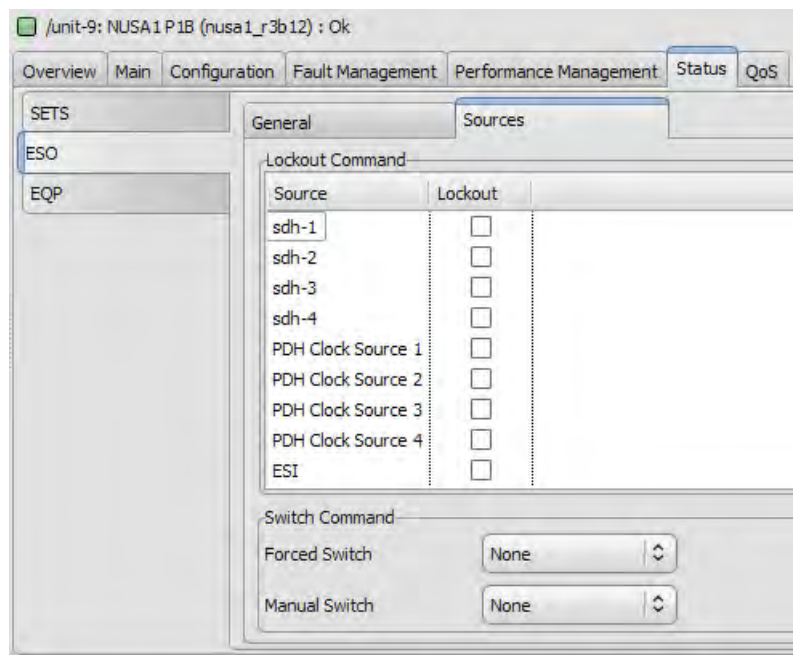 /unit-9: NUSA1 P1B (nusa1_r3b12) : Ok
Overview Main Configuration Fault Management Performance Management Status QoS
SETS
ESO
EQP
General Sources
Lockout Command
Source Lockout
sdh-1
sdh-2
sdh-3
sdh-4
PDH Clock Source 1
PDH Clock Source 2
PDH Clock Source 3
PDH Clock Source 4
ESI
Switch Command
Forced Switch None
Manual Switch None